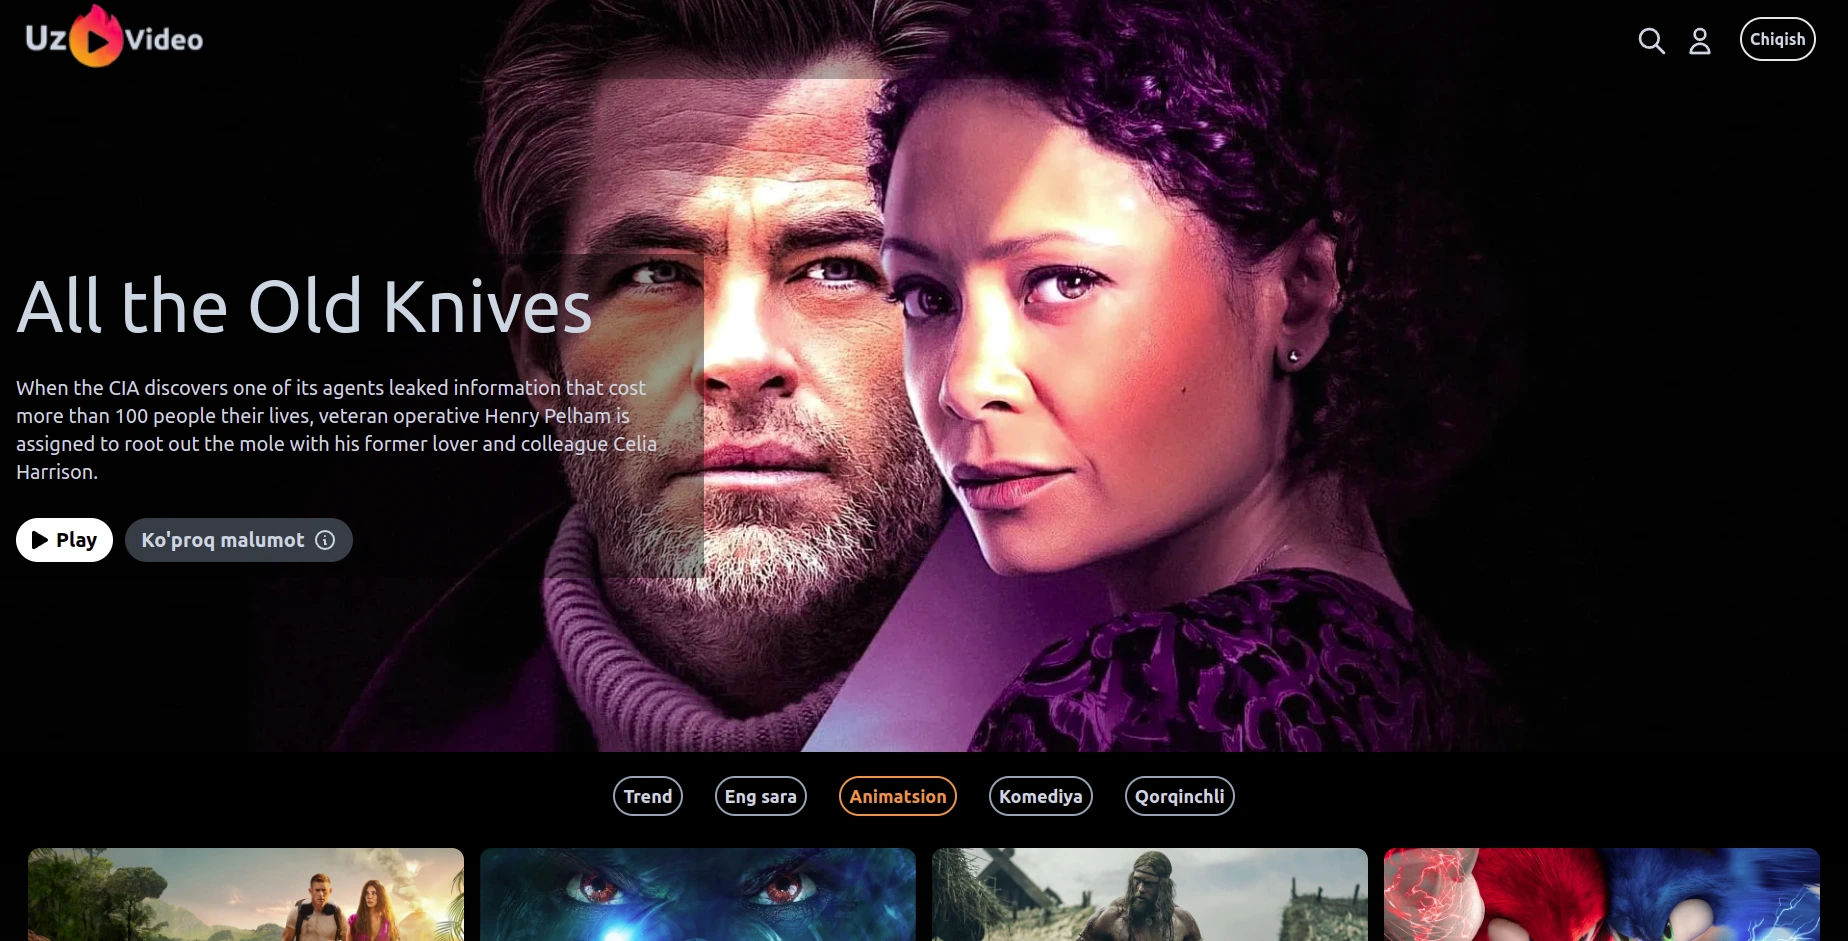 Uz Video
Chiqish
All the Old Knives
When the CIA discovers one of its agents leaked information that cost
more than 100 people their lives, veteran operative Henry Pelham is
assigned to root out the mole with his former lover and colleague Celia
Harrison.
Play
Ko'proq malumot
Trend
Eng sara
Animatsion
Komediya
Qorqinchli